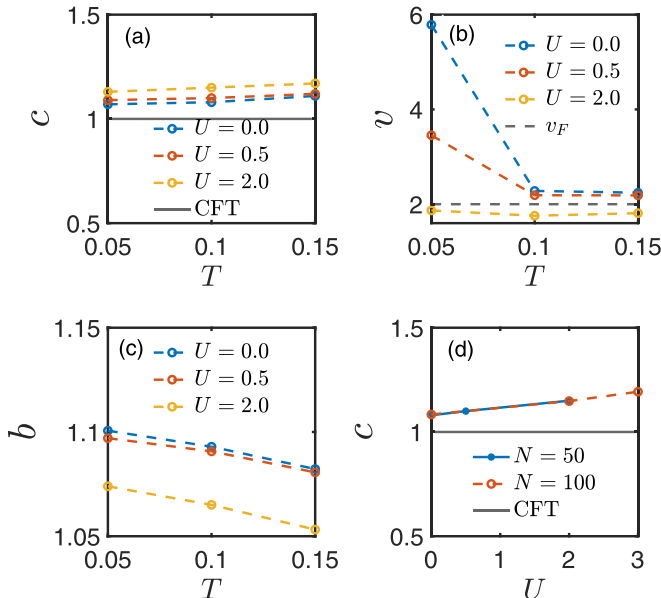 (a)
1.5
1
0.5
c
U = 0.0
U = 0.5
U = 2.0
CFT
0.05 0.1 0.15
T
(b)
6
4
2
v
U = 0.0
U = 0.5
U = 2.0
v_F
0.05 0.1 0.15
T
(c)
1.15
1.10
1.05
b
U = 0.0
U = 0.5
U = 2.0
0.05 0.1 0.15
T
(d)
1.5
1
0.5
c
N = 50
N = 100
CFT
0 1 2 3
U